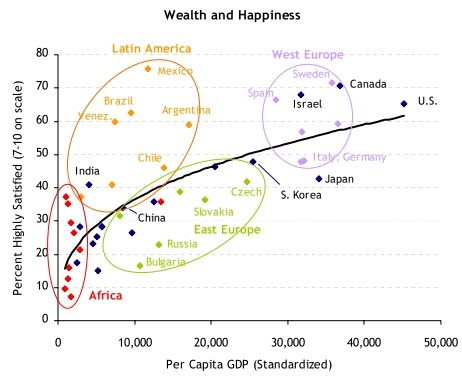 Wealth and Happiness
Percent Highly Satisfied (7-10 on scale)
80
70
60
50
40
30
20
10
0
Latin America
Mexico
Brazil
Venez.
Argentina
Chile
West Europe
Sweden
Spain
Canada
Israel
U.S.
Italy, Germany
Japan
S. Korea
India
China
Czech
Slovakia
East Europe
Russia
Bulgaria
Africa
0
10,000
20,000
30,000
40,000
50,000
Per Capita GDP (Standardized)